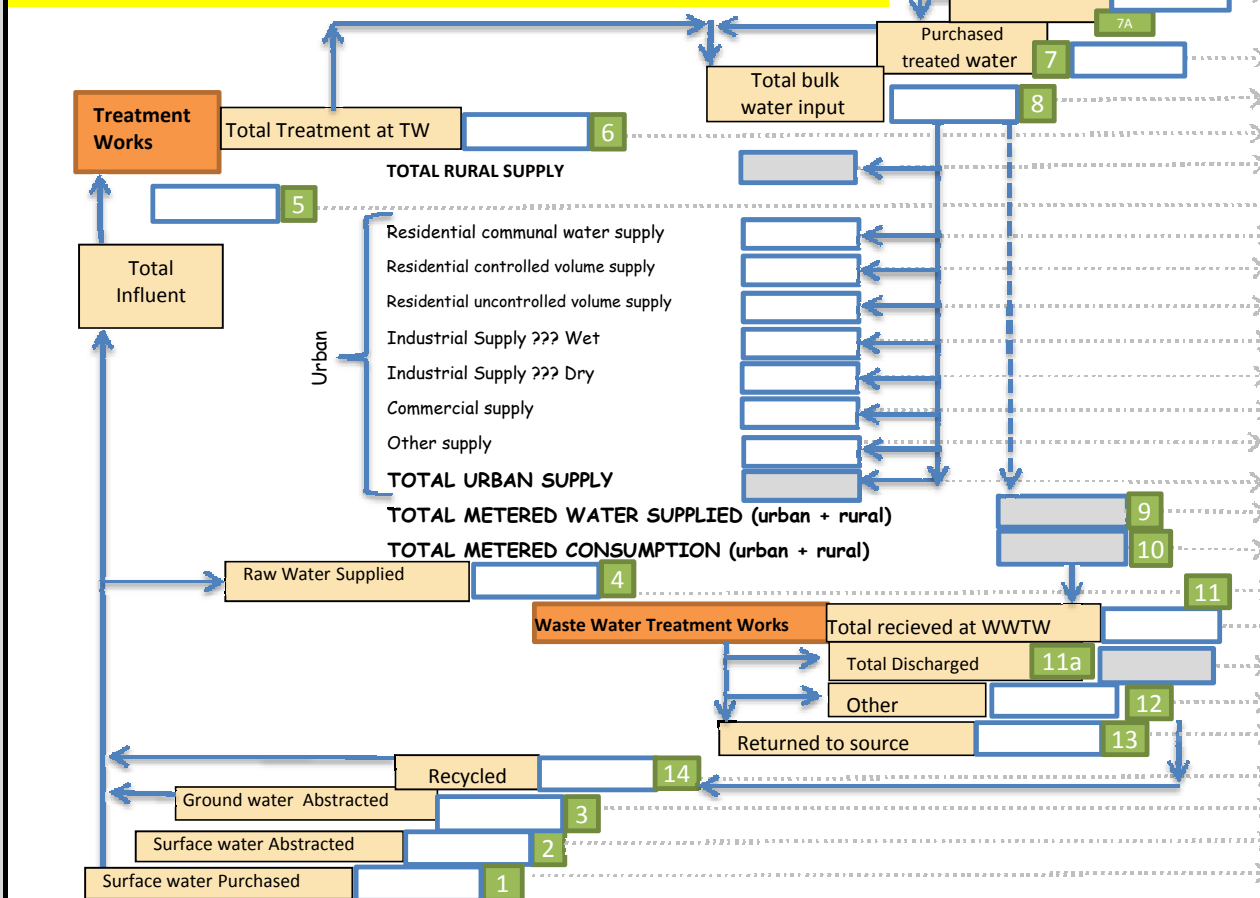 7A
Purchased
treated water
7
Total bulk
water input
8
Treatment
Works
Total Treatment at TW
6
TOTAL RURAL SUPPLY
5
Residential communal water supply
Total
Influent
Residential controlled volume supply
Residential uncontrolled volume supply
Urban
Industrial Supply ??? Wet
Industrial Supply ??? Dry
Commercial supply
Other supply
TOTAL URBAN SUPPLY
TOTAL METERED WATER SUPPLIED (urban + rural)
9
TOTAL METERED CONSUMPTION (urban + rural)
10
Raw Water Supplied
4
11
Waste Water Treatment Works
Total recieved at WWTW
Total Discharged
11a
Other
12
Returned to source
13
Recycled
14
Ground water Abstracted
3
Surface water Abstracted
2
Surface water Purchased
1